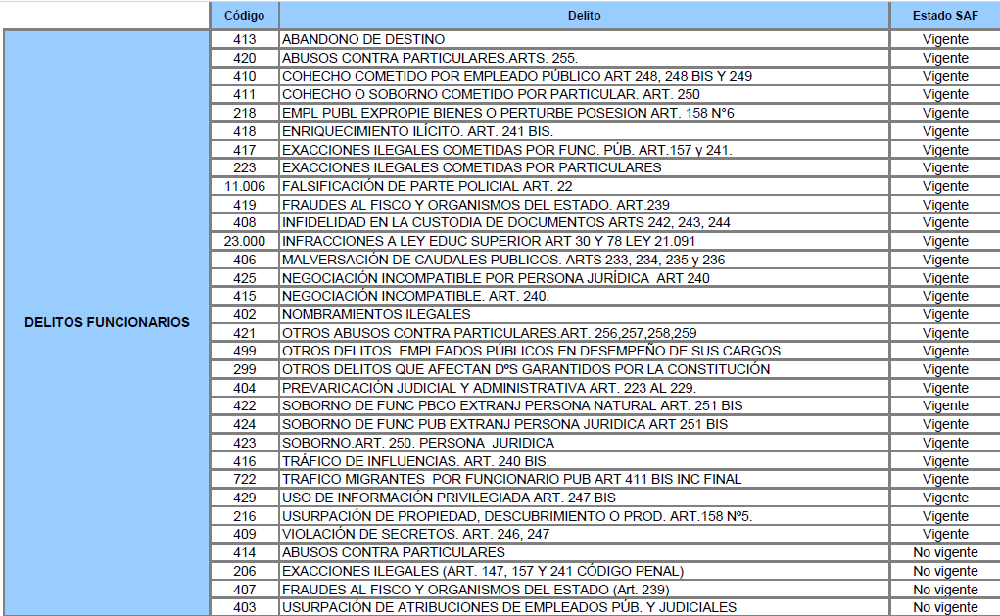 Código Delito Estado SAF
DELITOS FUNCIONARIOS
413 ABANDONO DE DESTINO Vigente
420 ABUSOS CONTRA PARTICULARES.ARTS. 255. Vigente
410 COHECHO COMETIDO POR EMPLEADO PÚBLICO ART 248, 248 BIS Y 249 Vigente
411 COHECHO O SOBORNO COMETIDO POR PARTICULAR. ART. 250 Vigente
218 EMPL PUBL EXPROPIE BIENES O PERTURBE POSESION ART. 158 N°6 Vigente
418 ENRIQUECIMIENTO ILÍCITO. ART. 241 BIS. Vigente
417 EXACCIONES ILEGALES COMETIDAS POR FUNC. PÚB. ART.157 y 241. Vigente
223 EXACCIONES ILEGALES COMETIDAS POR PARTICULARES Vigente
11.006 FALSIFICACIÓN DE PARTE POLICIAL ART. 22 Vigente
419 FRAUDES AL FISCO Y ORGANISMOS DEL ESTADO. ART.239 Vigente
408 INFIDELIDAD EN LA CUSTODIA DE DOCUMENTOS ARTS 242, 243, 244 Vigente
23.000 INFRACCIONES A LEY EDUC SUPERIOR ART 30 Y 78 LEY 21.091 Vigente
406 MALVERSACIÓN DE CAUDALES PUBLICOS. ARTS 233, 234, 235 y 236 Vigente
425 NEGOCIACIÓN INCOMPATIBLE POR PERSONA JURÍDICA  ART 240 Vigente
415 NEGOCIACIÓN INCOMPATIBLE. ART. 240. Vigente
402 NOMBRAMIENTOS ILEGALES Vigente
421 OTROS ABUSOS CONTRA PARTICULARES.ART. 256,257,258,259 Vigente
499 OTROS DELITOS  EMPLEADOS PÚBLICOS EN DESEMPEÑO DE SUS CARGOS Vigente
299 OTROS DELITOS QUE AFECTAN DºS GARANTIDOS POR LA CONSTITUCIÓN Vigente
404 PREVARICACIÓN JUDICIAL Y ADMINISTRATIVA ART. 223 AL 229. Vigente
422 SOBORNO DE FUNC PBCO EXTRANJ PERSONA NATURAL ART. 251 BIS Vigente
424 SOBORNO DE FUNC PUB EXTRANJ PERSONA JURIDICA ART 251 BIS Vigente
423 SOBORNO.ART. 250. PERSONA  JURIDICA Vigente
416 TRÁFICO DE INFLUENCIAS. ART. 240 BIS. Vigente
722 TRAFICO MIGRANTES  POR FUNCIONARIO PUB ART 411 BIS INC FINAL Vigente
429 USO DE INFORMACIÓN PRIVILEGIADA ART. 247 BIS Vigente
216 USURPACIÓN DE PROPIEDAD, DESCUBRIMIENTO O PROD. ART.158 Nº5. Vigente
409 VIOLACIÓN DE SECRETOS. ART. 246, 247 Vigente
414 ABUSOS CONTRA PARTICULARES No vigente
206 EXACCIONES ILEGALES (ART. 147, 157 Y 241 CÓDIGO PENAL) No vigente
407 FRAUDES AL FISCO Y ORGANISMOS DEL ESTADO (Art. 239) No vigente
403 USURPACIÓN DE ATRIBUCIONES DE EMPLEADOS PÚB. Y JUDICIALES No vigente